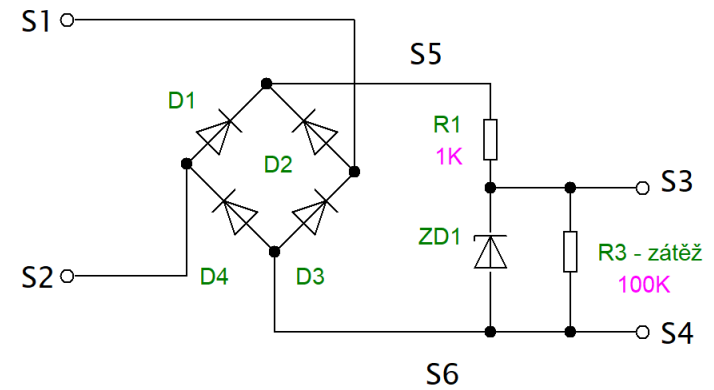 S1
S5
D1
R1
1K
D2
S3
ZD1
R3 - zátěž
100K
S2
D4
D3
S4
S6